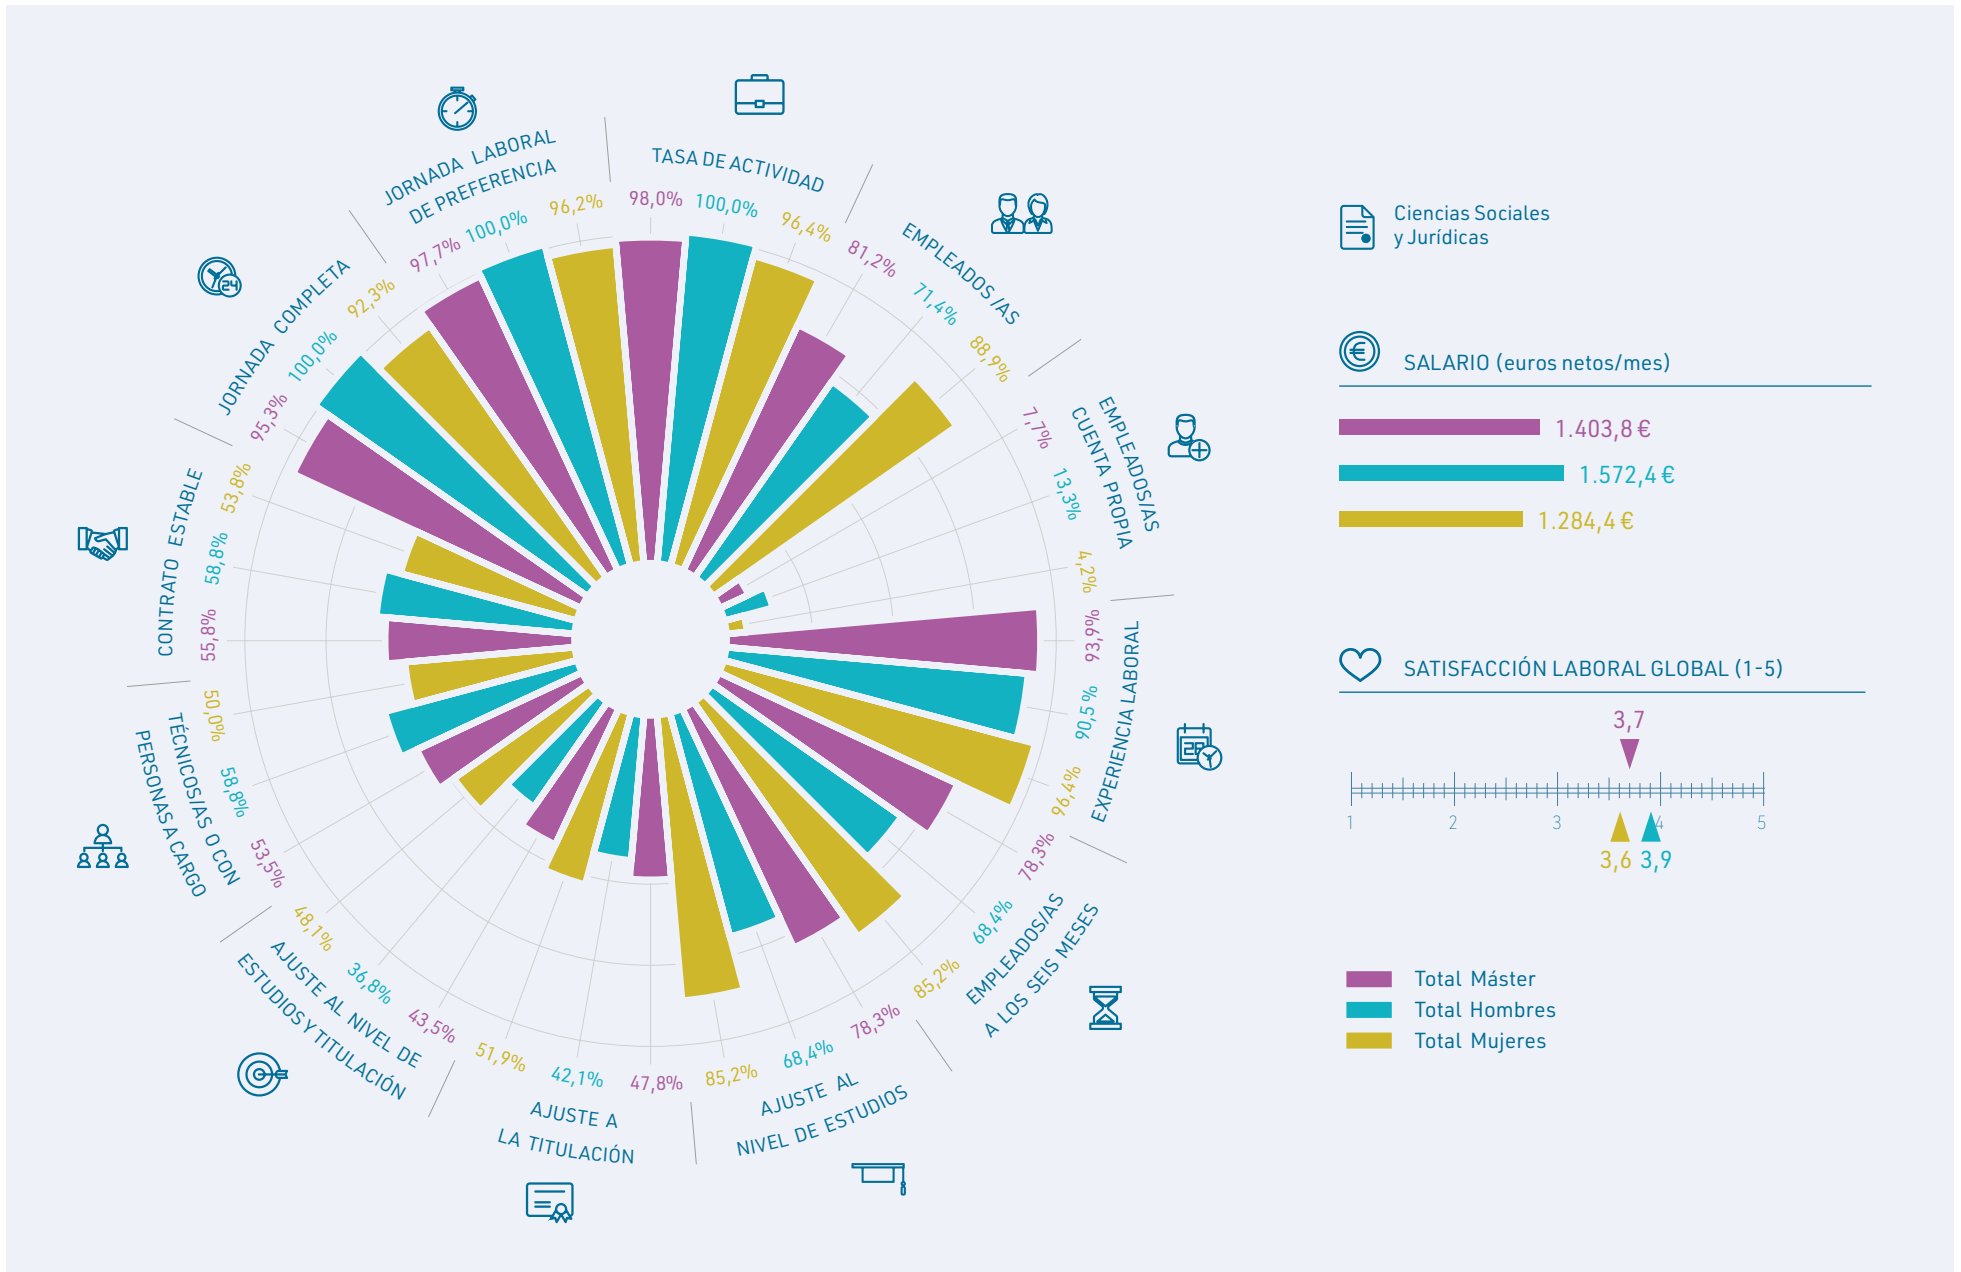 TASA DE ACTIVIDAD
98,0%
100,0%
96,4%
EMPLEADOS /AS
81,2%
71,4%
88,9%
EMPLEADOS/AS
CUENTA PROPIA
7,7%
13,3%
4,2%
EXPERIENCIA LABORAL
93,9%
90,5 %
96,4%
EMPLEADOS/AS
A LOS SEIS MESES
78,3%
68,4%
85,2%
AJUSTE AL
NIVEL DE ESTUDIOS
78,3%
68,4%
85,2%
AJUSTE A
LA TITULACIÓN
47,8%
42,1%
51,9%
AJUSTE AL NIVEL DE
ESTUDIOS Y TITULACIÓN
43,5%
36,8%
48,1%
TÉCNICOS/AS O CON
PERSONAS A CARGO
53,5%
58,8%
50,0%
CONTRATO ESTABLE
55,8%
58,8%
53,8%
JORNADA COMPLETA
95,3%
100,0%
92,3%
24
JORNADA LABORAL
DE PREFERENCIA
97,7%
100,0%
96,2%
Ciencias Sociales
y Jurídicas
€
SALARIO (euros netos/mes)
1.403,8 €
1.572,4 €
1.284,4 €
SATISFACCIÓN LABORAL GLOBAL (1-5)
3,7
1 2 3 4 5
3,6 3,9
Total Máster
Total Hombres
Total Mujeres